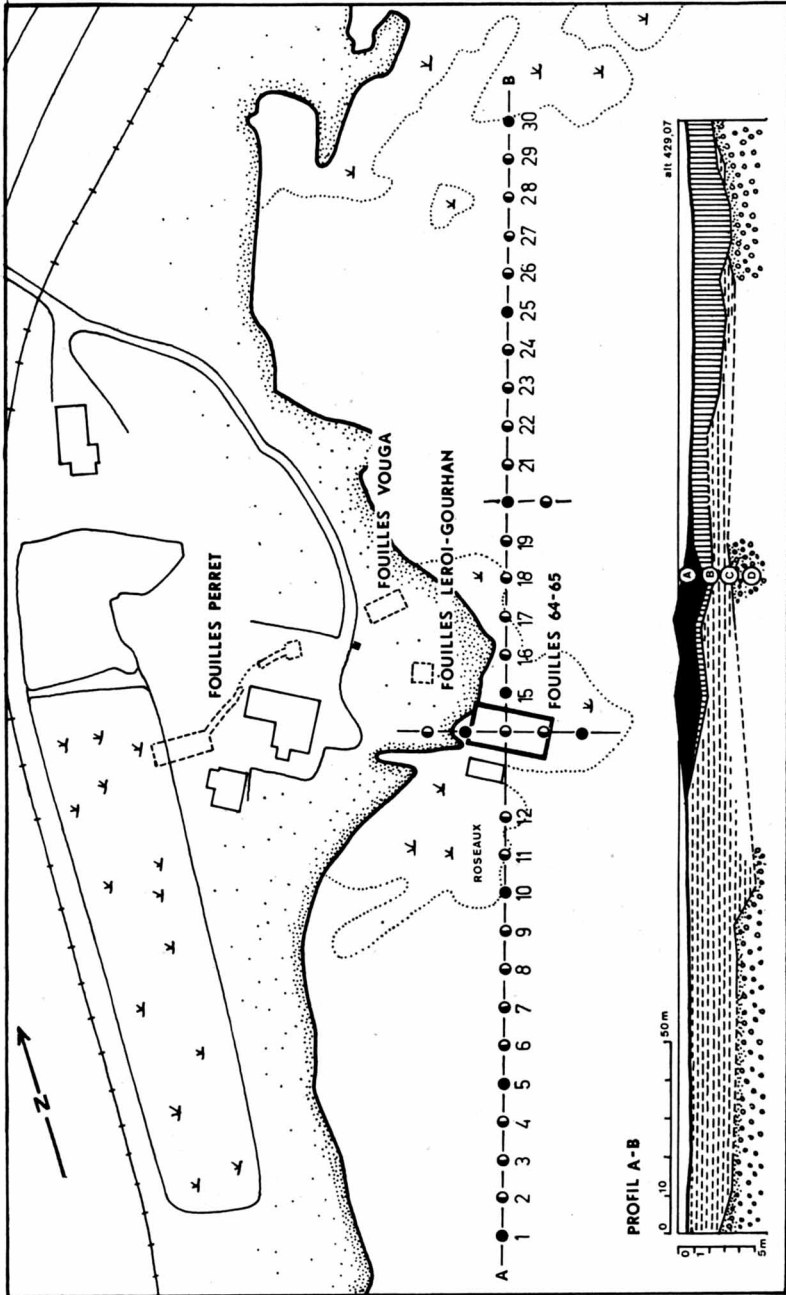 N
FOUILLES PERRET
FOUILLES VOUGA
FOUILLES LEROI-GOURHAN
FOUILLES 64-65
ROSEAUX
A 1 2 3 4 5 6 7 8 9 10 11 12 15 16 17 18 19 21 22 23 24 25 26 27 28 29 30 B
PROFIL A-B
0 10 50 m
alt 429,07
0
1
5 m
A
B
C
D